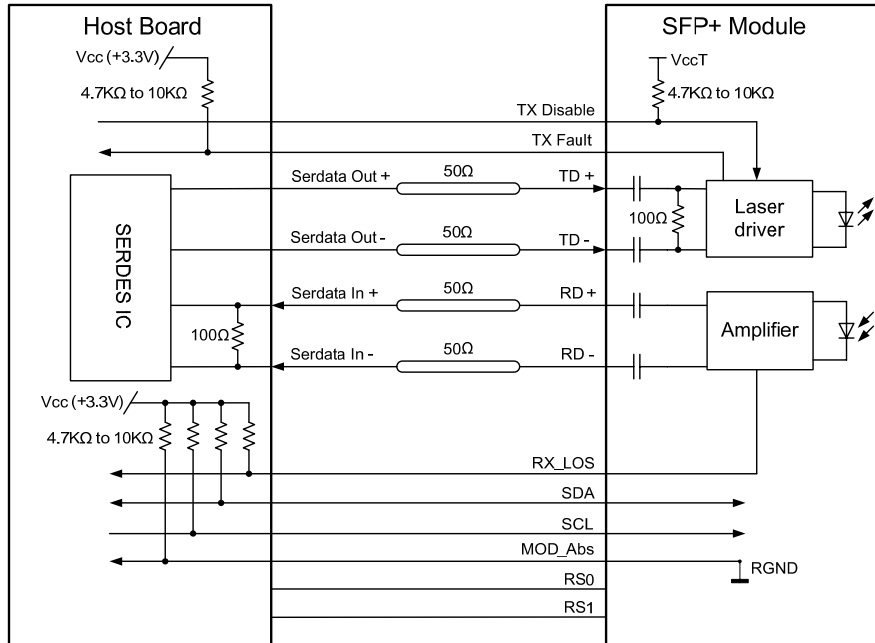 Host Board
SFP+ Module
Vcc (+3.3V)
VccT
4.7KΩ to 10KΩ
4.7KΩ to 10KΩ
TX Disable
TX Fault
Serdata Out +
50Ω
TD +
Serdata Out -
50Ω
TD -
100Ω
Laser driver
SERDES IC
Serdata In +
50Ω
RD +
100Ω
Serdata In -
50Ω
RD -
Amplifier
Vcc (+3.3V)
4.7KΩ to 10KΩ
RX_LOS
SDA
SCL
MOD_Abs
RGND
RS0
RS1